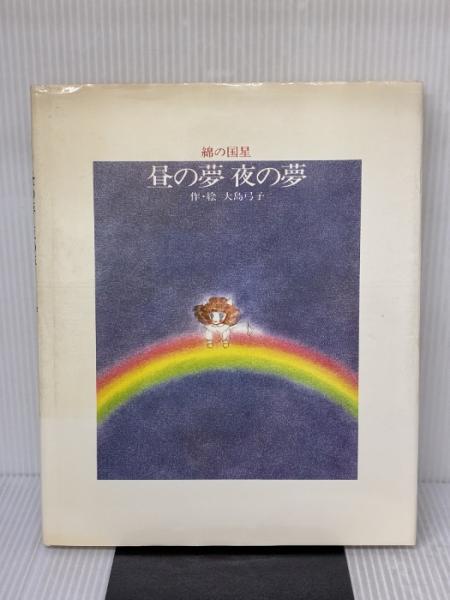 綿の国星
昼の夢 夜の夢
作・絵 大島弓子